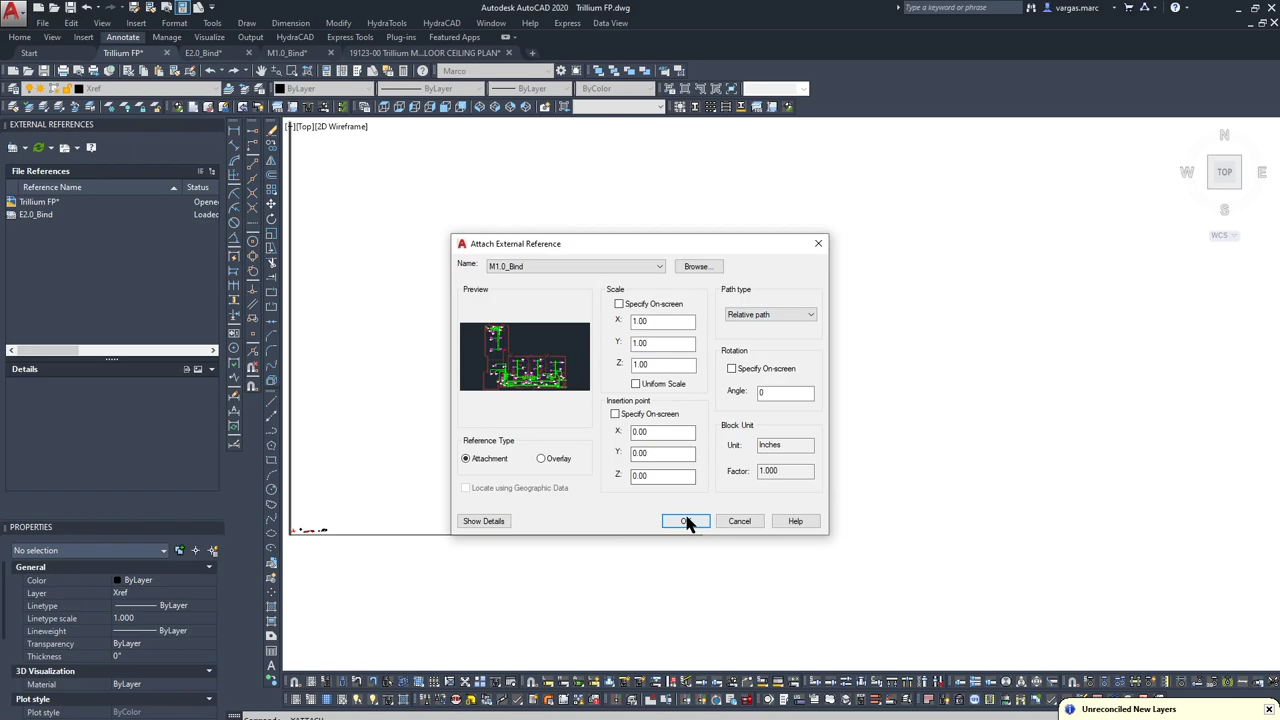 Autodesk AutoCAD 2020 Trillium FP.dwg
Type a keyword or phrase
vargas.marc
File Edit View Insert Format Tools Draw Dimension Modify HydraTools HydraCAD Window Help Express Data View
Home Insert Annotate Manage Output HydraCAD Express Tools Plug-ins Featured Apps
Start Trillium FP* E2.0_Bind* M1.0_Bind* 19123-00 Trillium M...LOOR CEILING PLAN*
Marco
Xref ByLayer ByLayer ByLayer ByColor
EXTERNAL REFERENCES
File References
Reference Name Status
Trillium FP* Opene
E2.0_Bind Loaded
Details
PROPERTIES
No selection
General
Color ByLayer
Layer Xref
Linetype ByLayer
Linetype scale 1.000
Lineweight ByLayer
Transparency ByLayer
Thickness 0"
3D Visualization
Material ByLayer
Plot style
Plot style ByColor
[−][Top][2D Wireframe]
N
W TOP E
S
WCS
Attach External Reference
Name: M1.0_Bind Browse...
Preview
Reference Type
Attachment Overlay
Locate using Geographic Data
Show Details
Scale
Specify On-screen
X: 1.00
Y: 1.00
Z: 1.00
Uniform Scale
Insertion point
Specify On-screen
X: 0.00
Y: 0.00
Z: 0.00
Path type
Relative path
Rotation
Specify On-screen
Angle: 0
Block Unit
Unit: Inches
Factor: 1.000
Cancel Help
Unreconciled New Layers